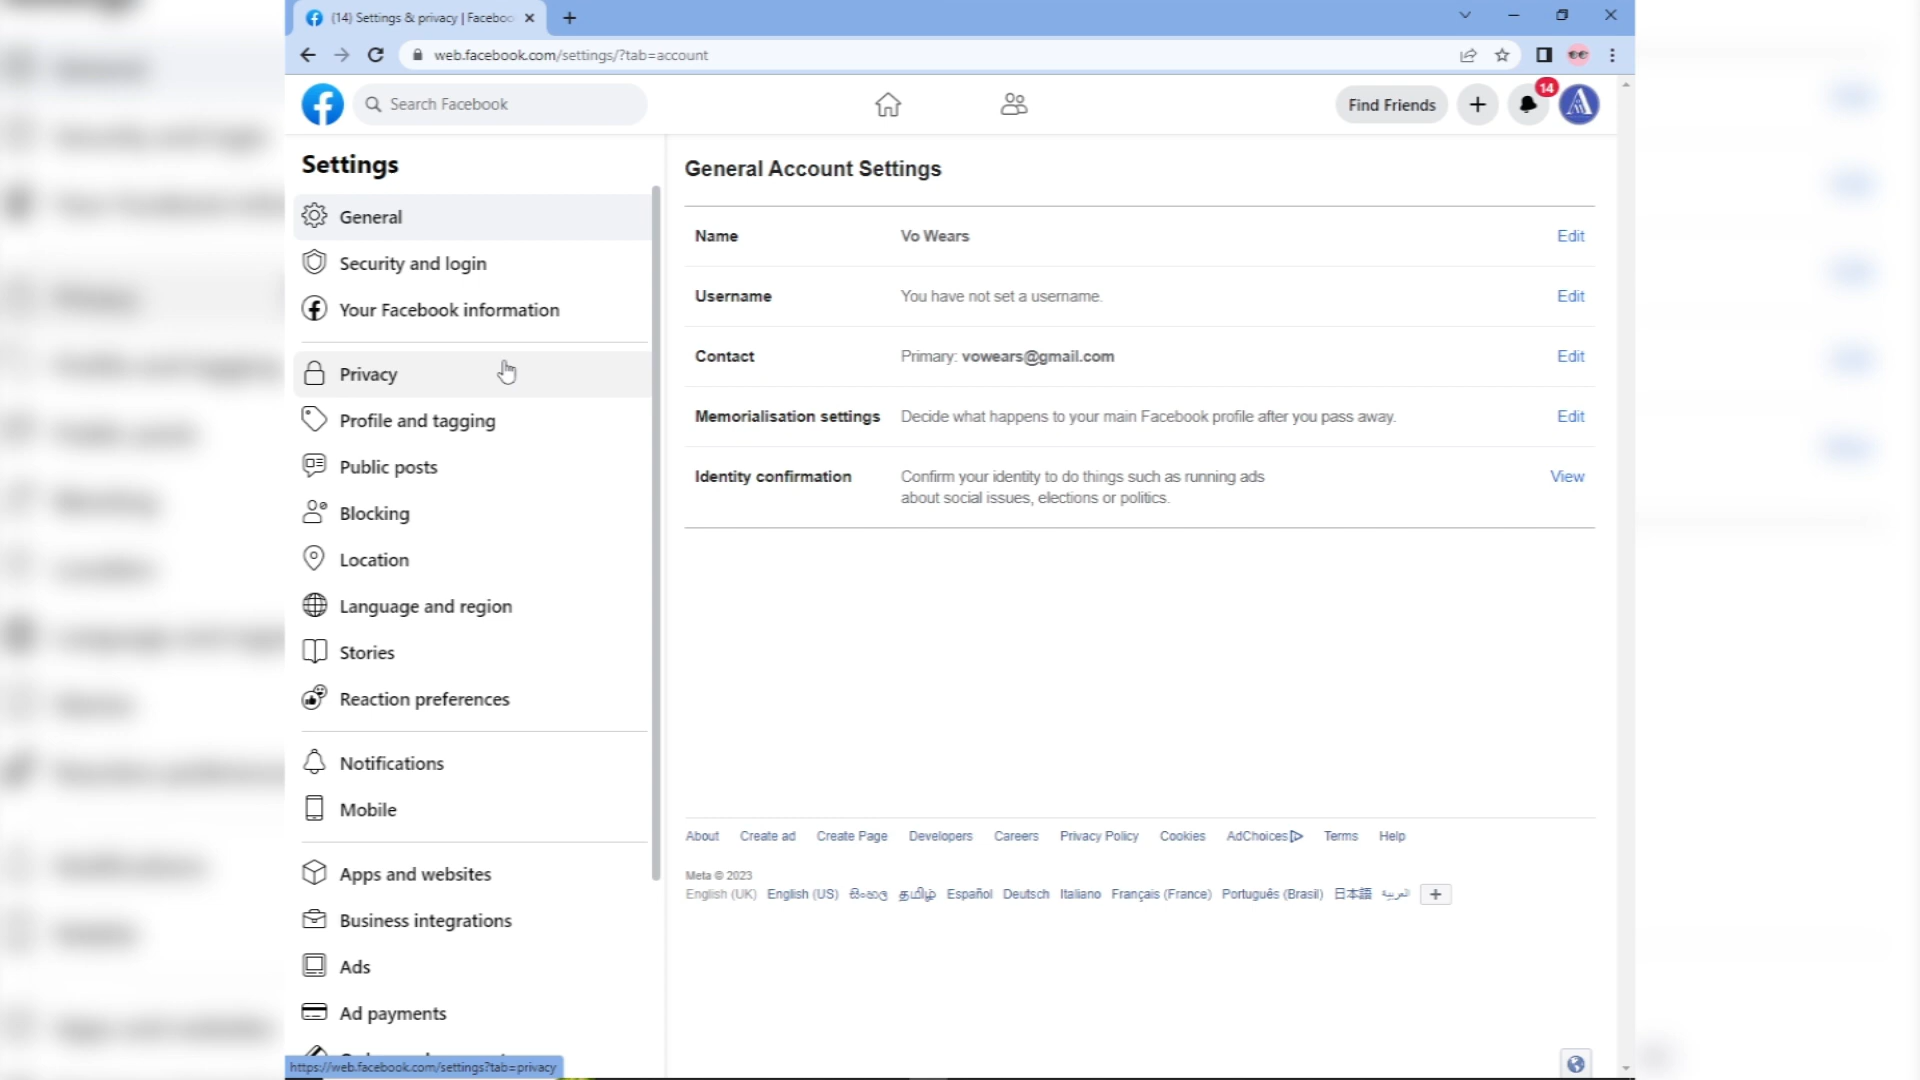 (14) Settings & privacy | Faceboo
web.facebook.com/settings/?tab=account
Search Facebook
Find Friends
14
Settings
General
Security and login
Your Facebook information
Privacy
Profile and tagging
Public posts
Blocking
Location
Language and region
Stories
Reaction preferences
Notifications
Mobile
Apps and websites
Business integrations
Ads
Ad payments
https://web.facebook.com/settings?tab=privacy
General Account Settings
Name Vo Wears Edit
Username You have not set a username. Edit
Contact Primary: vowears@gmail.com Edit
Memorialisation settings Decide what happens to your main Facebook profile after you pass away. Edit
Identity confirmation Confirm your identity to do things such as running ads View
about social issues, elections or politics.
About Create ad Create Page Developers Careers Privacy Policy Cookies AdChoices Terms Help
Meta © 2023
English (UK) English (US) සිංහල தமிழ் Español Deutsch Italiano Français (France) Português (Brasil) 日本語 العربية +